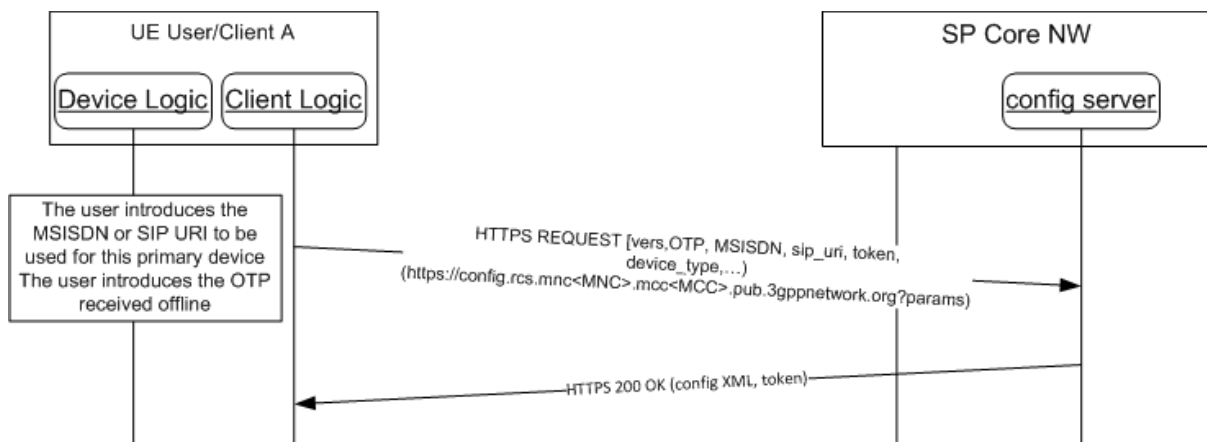 UE User/Client A
SP Core NW
Device Logic
Client Logic
config server
The user introduces the
MSISDN or SIP URI to be
used for this primary device
The user introduces the OTP
received offline
HTTPS REQUEST [vers,OTP, MSISDN, sip_uri, token,
device_type,...)
(https://config.rcs.mnc<MNC>.mcc<MCC>.pub.3gppnetwork.org?params)
HTTPS 200 OK (config XML, token)